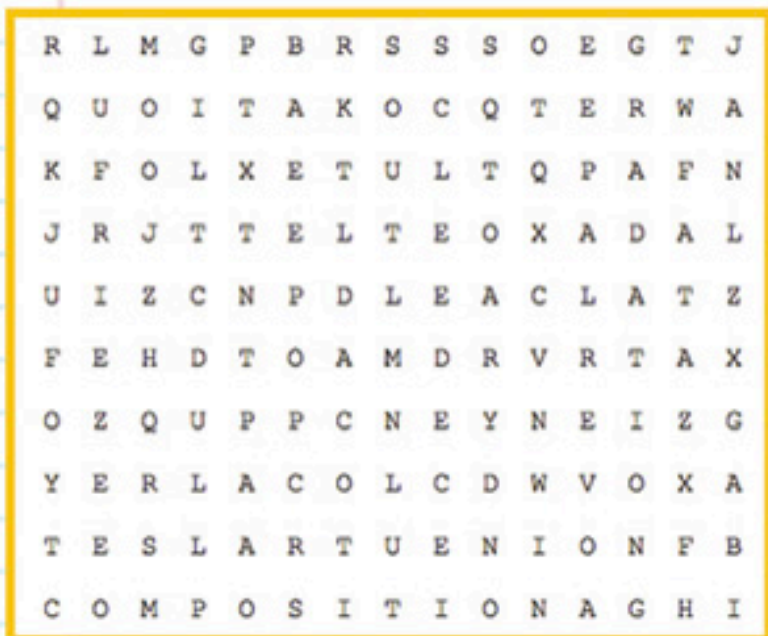 R L M G P B R S S S O E G T J
Q U O I T A K O C Q T E R W A
K F O L X E T U L T Q P A F N
J R J T T E L T E O X A D A L
U I Z C N P D L E A C L A T Z
F E H D T O A M D R V R T A X
O Z Q U P P C N E Y N E I Z G
Y E R L A C O L C D W V O X A
T E S L A R T U E N I O N F B
C O M P O S I T I O N A G H I